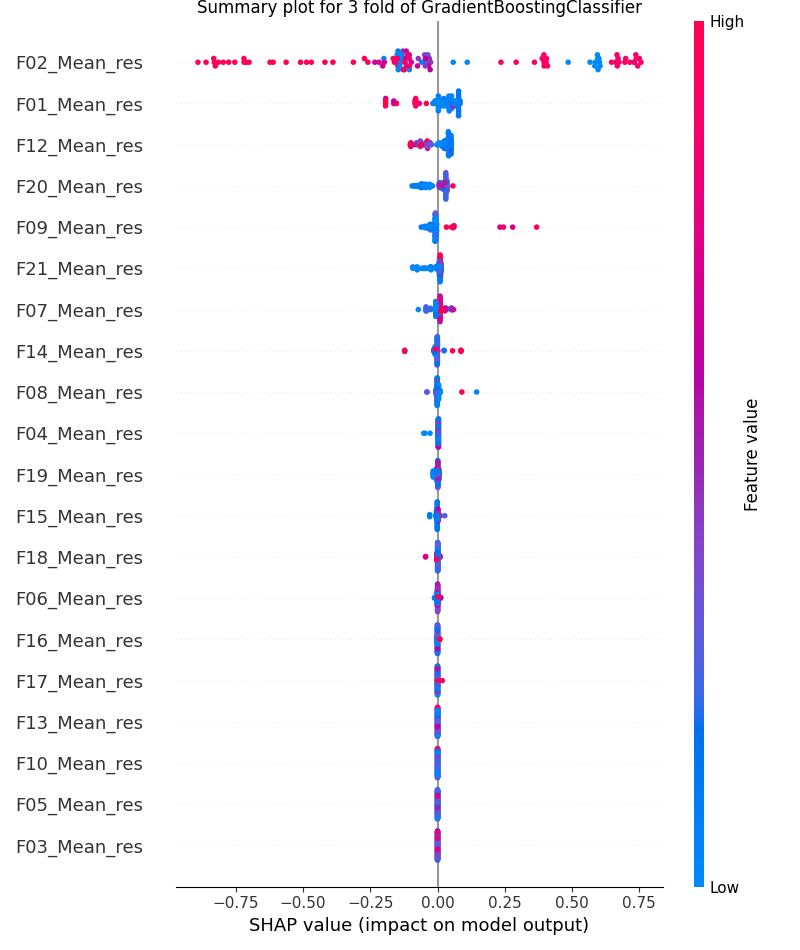 Summary plot for 3 fold of GradientBoostingClassifier
High
F02_Mean_res
F01_Mean_res
F12_Mean_res
F20_Mean_res
F09_Mean_res
F21_Mean_res
F07_Mean_res
F14_Mean_res
F08_Mean_res
F04_Mean_res
F19_Mean_res
F15_Mean_res
F18_Mean_res
F06_Mean_res
F16_Mean_res
F17_Mean_res
F13_Mean_res
F10_Mean_res
F05_Mean_res
F03_Mean_res
Feature value
Low
−0.75 −0.50 −0.25 0.00 0.25 0.50 0.75
SHAP value (impact on model output)